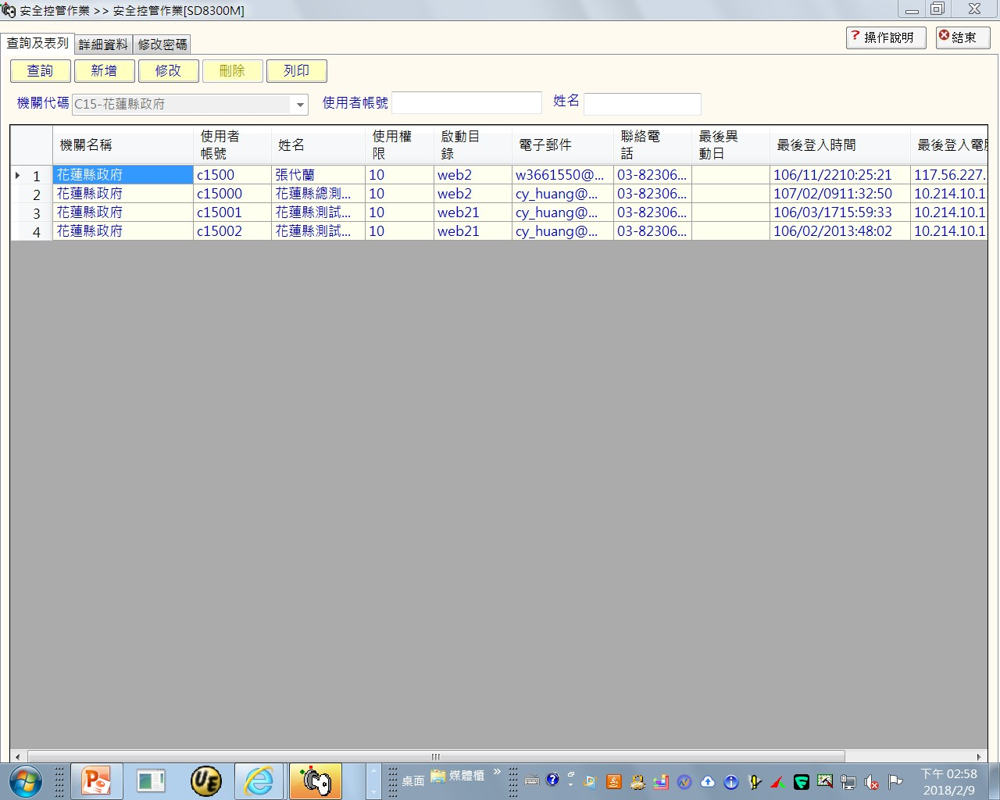 安全控管作業 >> 安全控管作業[SD8300M]
查詢及表列 詳細資料 修改密碼 ? 操作說明 結束
查詢 新增 修改 刪除 列印
機關代碼 C15-花蓮縣政府 使用者帳號 姓名
機關名稱 使用者帳號 姓名 使用權限 啟動目錄 電子郵件 聯絡電話 最後異動日 最後登入時間 最後登入電腦
1 花蓮縣政府 c1500 張代蘭 10 web2 w3661550@... 03-82306... 106/11/2210:25:21 117.56.227.
2 花蓮縣政府 c15000 花蓮縣總測... 10 web2 cy_huang@... 03-82306... 107/02/0911:32:50 10.214.10.1
3 花蓮縣政府 c15001 花蓮縣測試... 10 web21 cy_huang@... 03-82306... 106/03/1715:59:33 10.214.10.1
4 花蓮縣政府 c15002 花蓮縣測試... 10 web21 cy_huang@... 03-82306... 106/02/2013:48:02 10.214.10.1
UE 桌面 媒體櫃 » 下午 02:58
2018/2/9